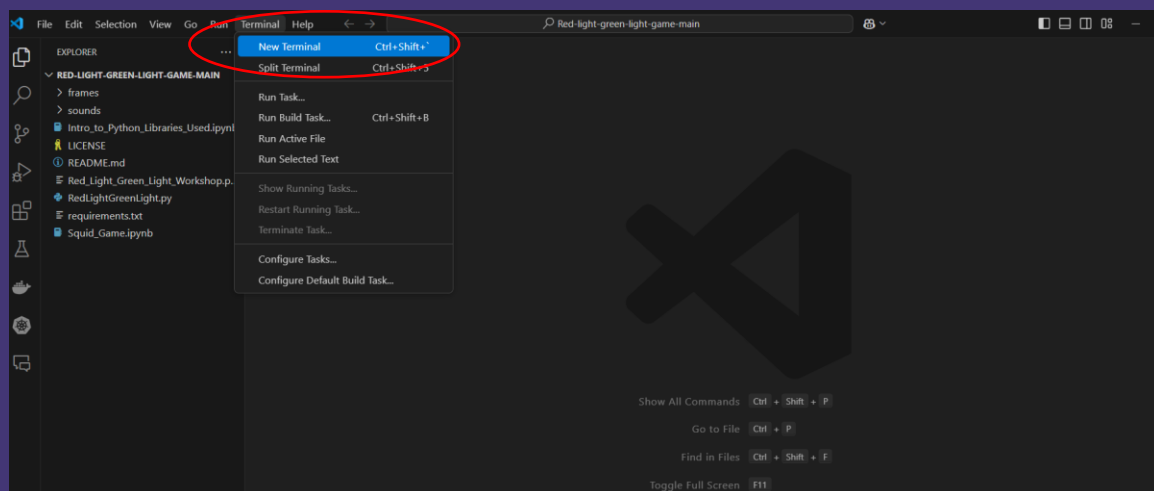 File Edit Selection View Go Run Terminal Help Red-light-green-light-game-main
EXPLORER
RED-LIGHT-GREEN-LIGHT-GAME-MAIN
frames
sounds
Intro_to_Python_Libraries_Used.ipynb
LICENSE
README.md
Red_Light_Green_Light_Workshop.p...
RedLightGreenLight.py
requirements.txt
Squid_Game.ipynb
New Terminal Ctrl+Shift+`
Split Terminal Ctrl+Shift+5
Run Task...
Run Build Task... Ctrl+Shift+B
Run Active File
Run Selected Text
Show Running Tasks...
Restart Running Task...
Terminate Task...
Configure Tasks...
Configure Default Build Task...
Show All Commands Ctrl + Shift + P
Go to File Ctrl + P
Find in Files Ctrl + Shift + F
Toggle Full Screen F11